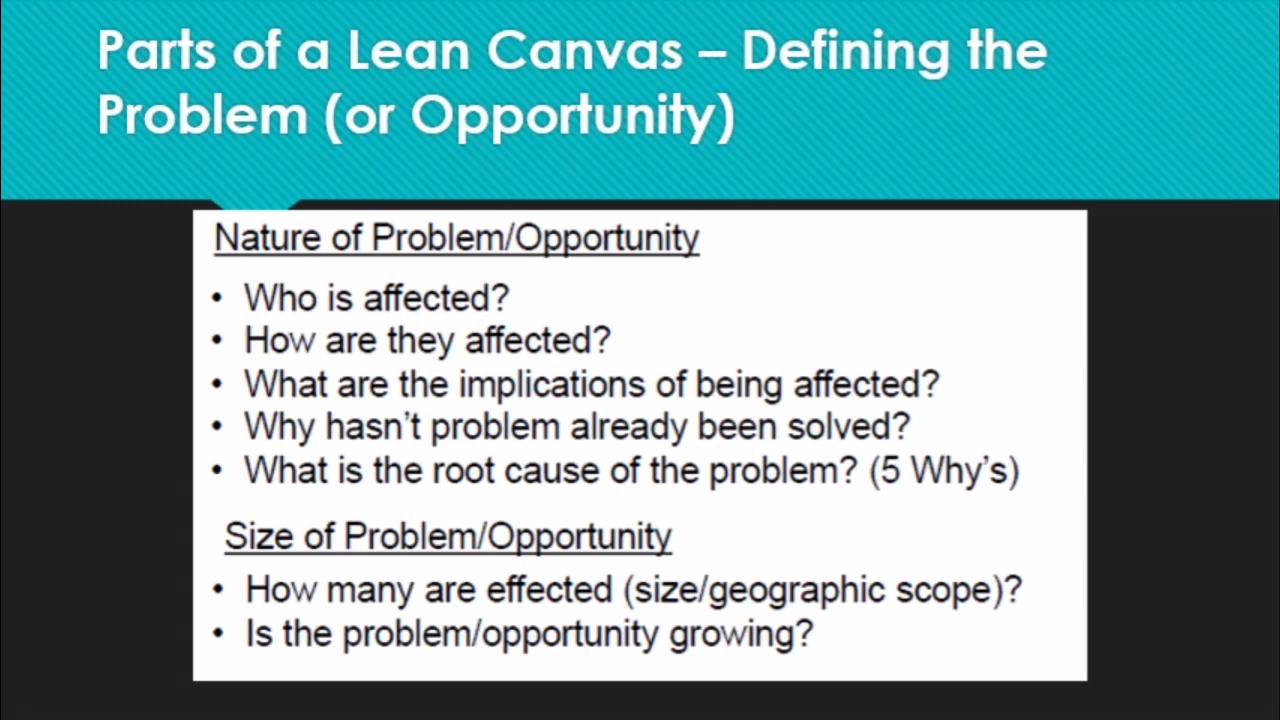 Parts of a Lean Canvas – Defining the
Problem (or Opportunity)
Nature of Problem/Opportunity
• Who is affected?
• How are they affected?
• What are the implications of being affected?
• Why hasn’t problem already been solved?
• What is the root cause of the problem? (5 Why’s)
Size of Problem/Opportunity
• How many are effected (size/geographic scope)?
• Is the problem/opportunity growing?